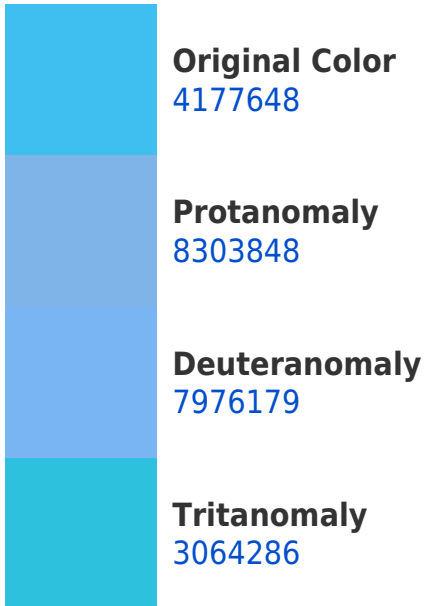 Original Color
4177648
Protanomaly
8303848
Deuteranomaly
7976179
Tritanomaly
3064286